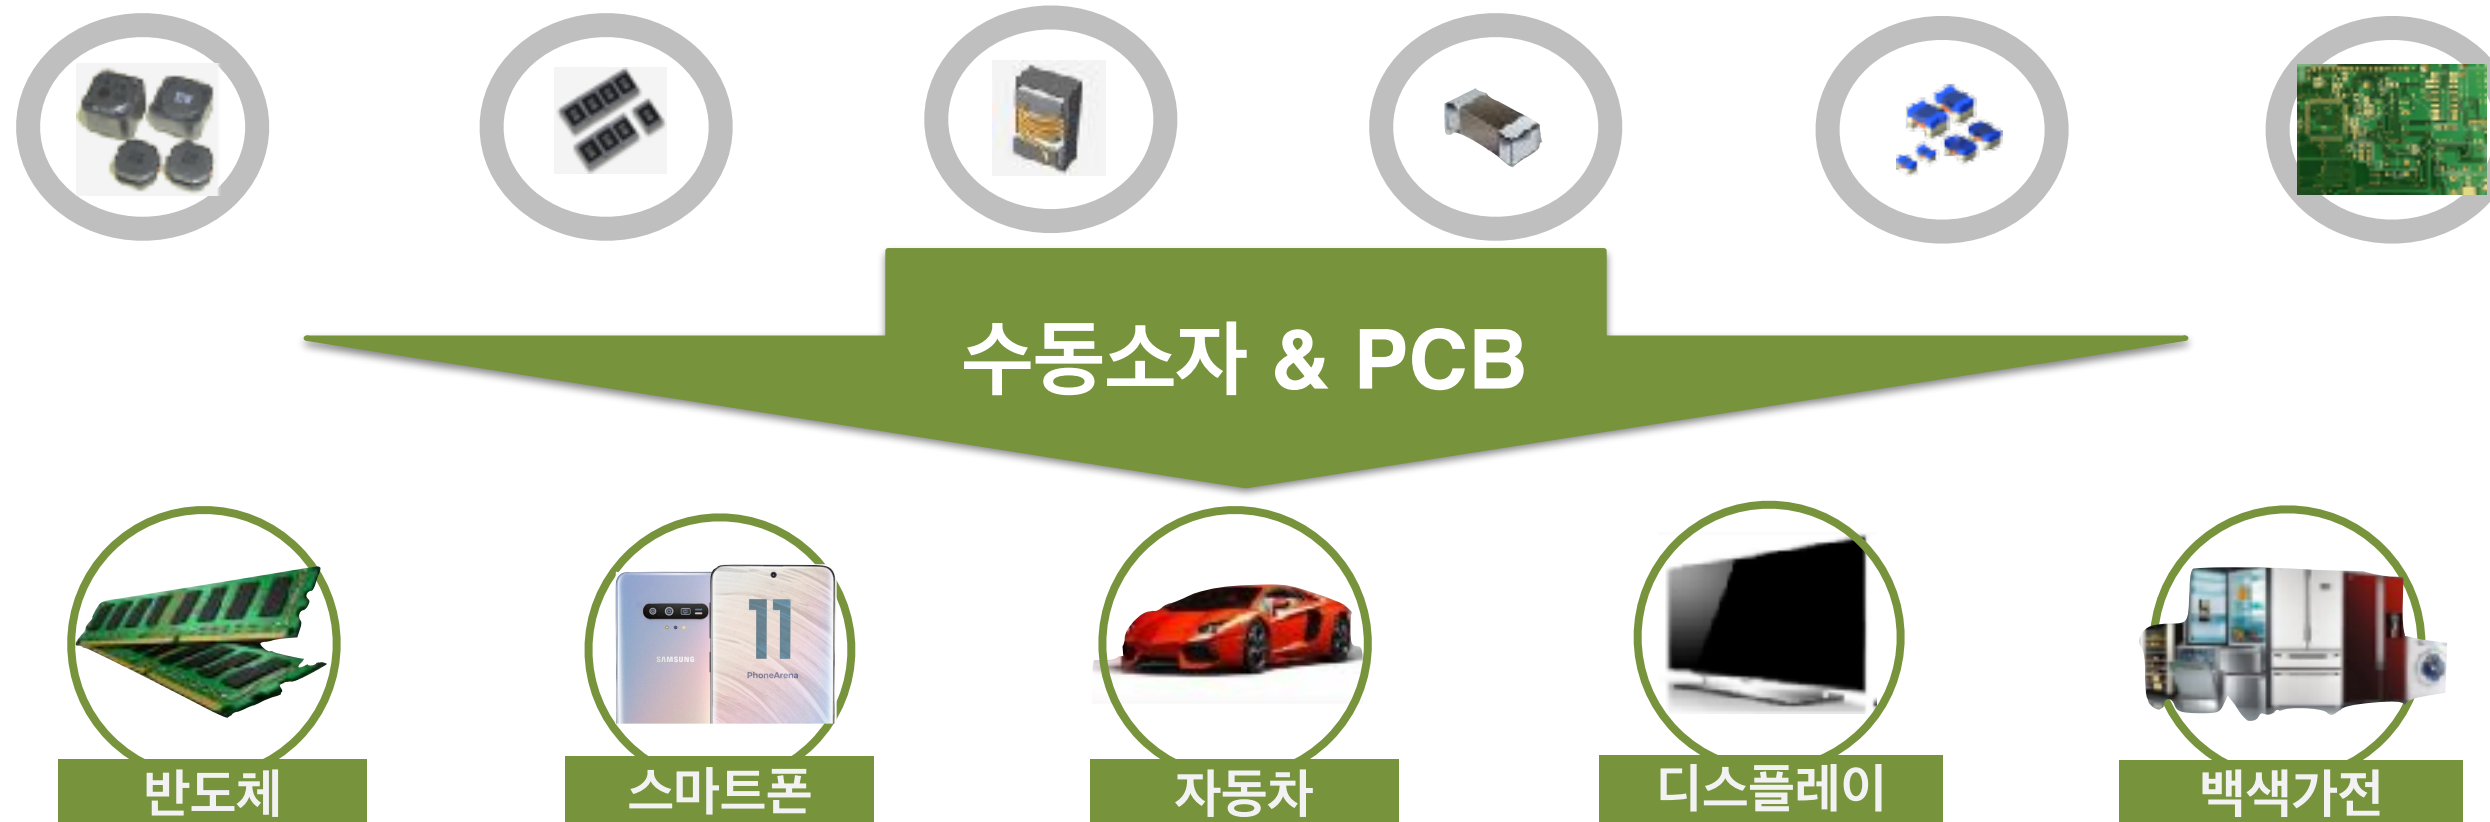 수동소자 & PCB
SAMSUNG
11
PhoneArena
반도체
스마트폰
자동차
디스플레이
백색가전